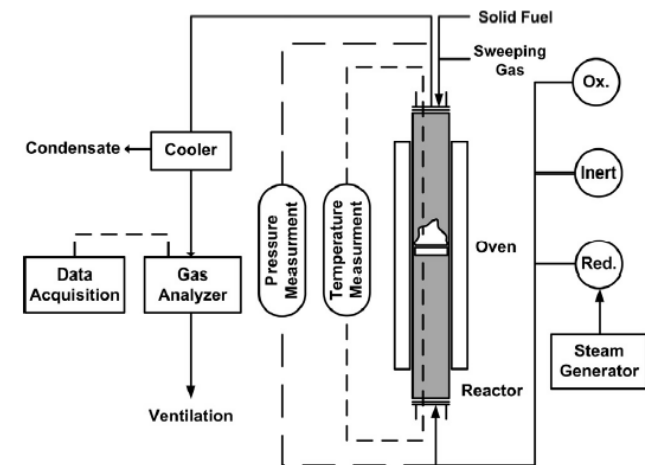 Solid Fuel
Sweeping
Gas
Ox.
Condensate
Cooler
Inert
Pressure
Measurment
Temperature
Measurment
Oven
Data
Acquisition
Gas
Analyzer
Red.
Steam
Generator
Reactor
Ventilation